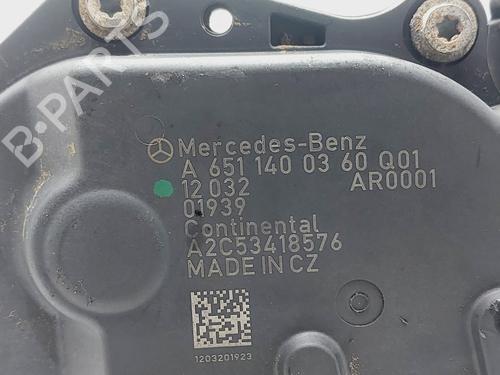 Mercedes-Benz
A 651 140 03 60 Q01
12 032 AR0001
01939
Continental
A2C53418576
MADE IN CZ
1203201923
B-PARTS